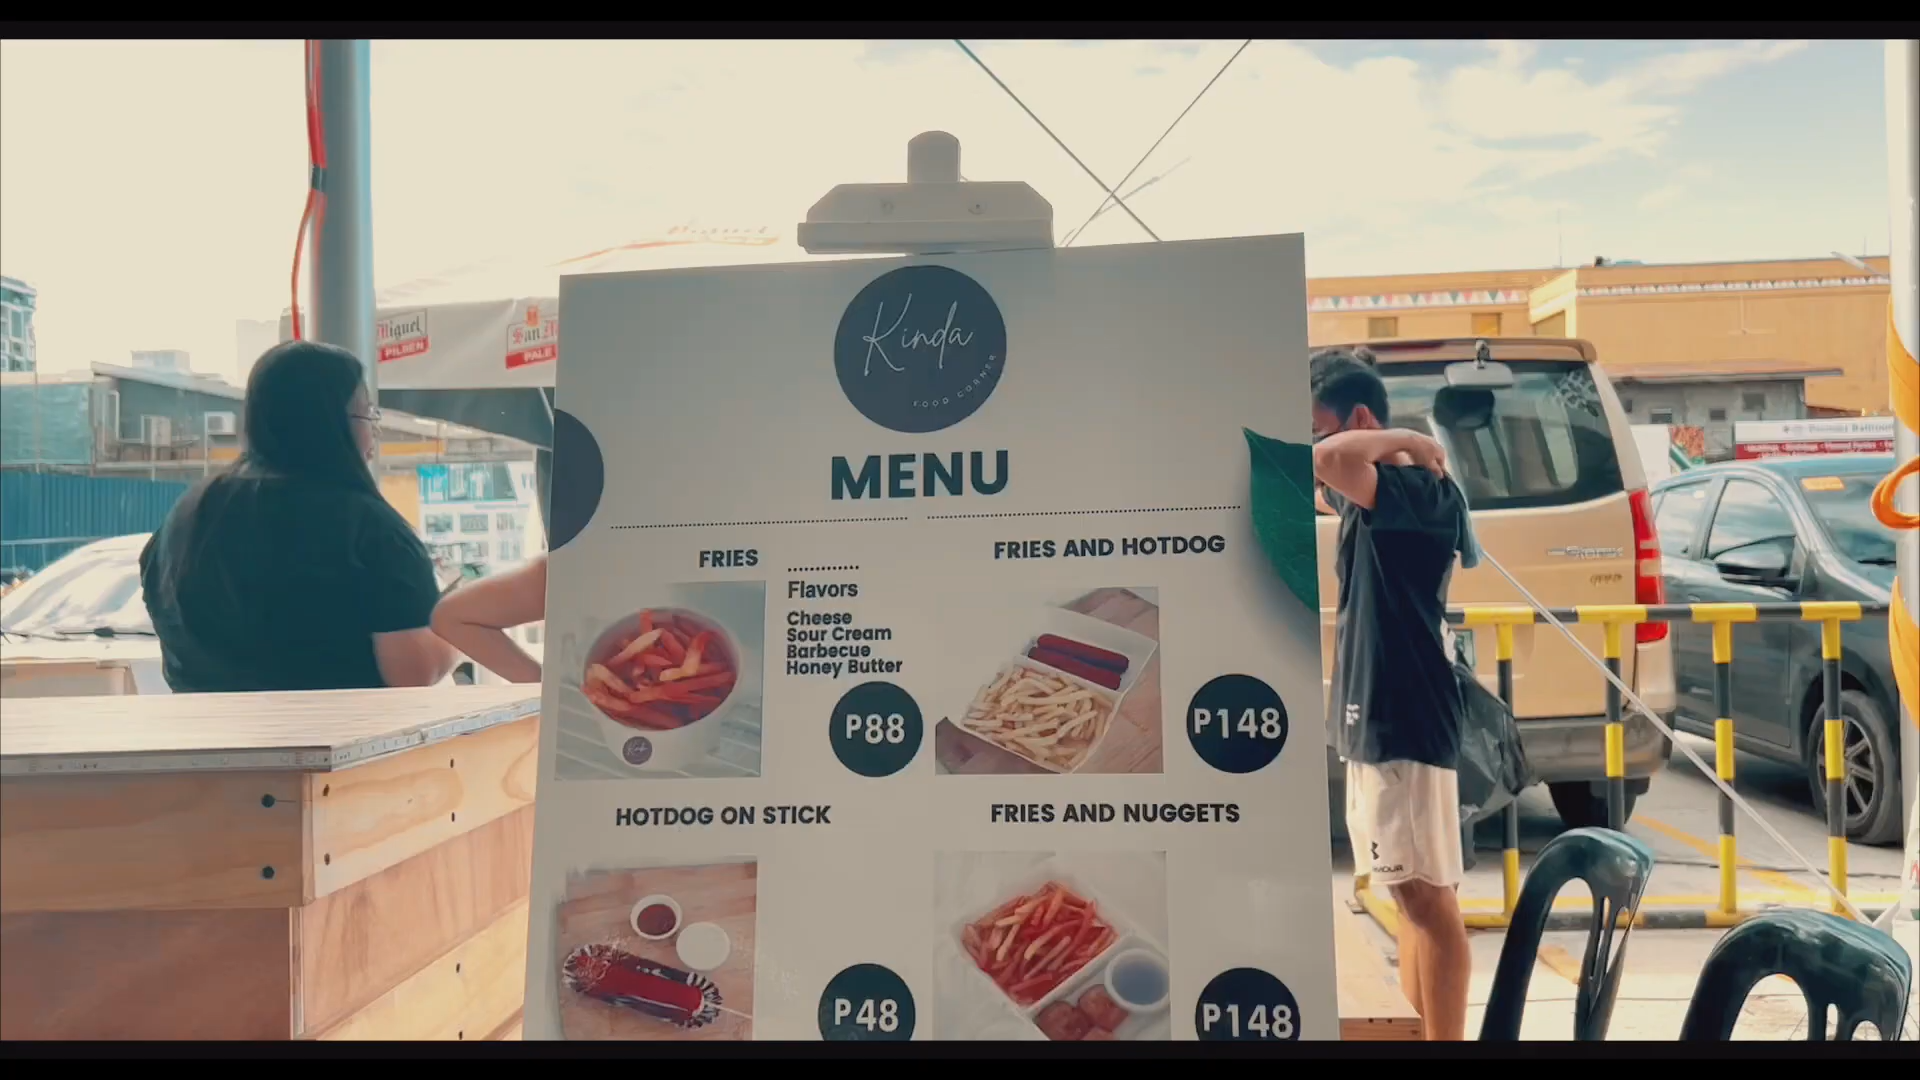 Miguel
PILSEN
San
PALE
Kinda
FOOD CORNER
MENU
FRIES
Flavors
Cheese
Sour Cream
Barbecue
Honey Butter
P88
FRIES AND HOTDOG
P148
HOTDOG ON STICK
P48
FRIES AND NUGGETS
P148
Kinda